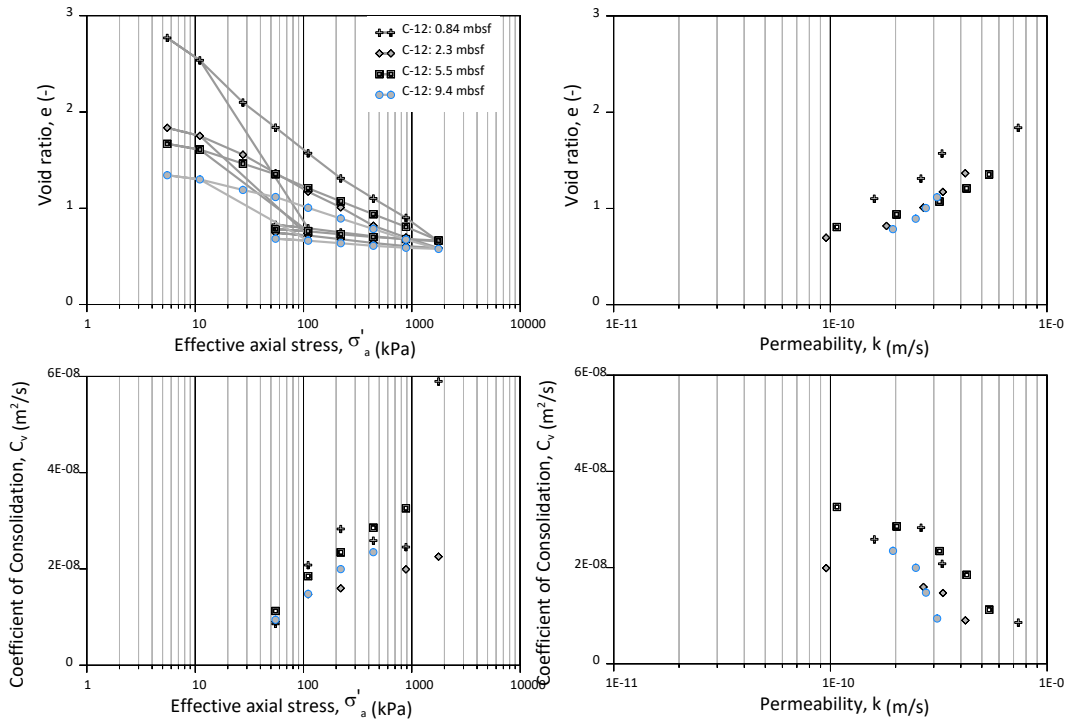 3
2
1
0
Void ratio, e (-)
C-12: 0.84 mbsf
C-12: 2.3 mbsf
C-12: 5.5 mbsf
C-12: 9.4 mbsf
1 10 100 1000 10000
Effective axial stress, σ'a (kPa)
3
2
1
0
Void ratio, e (-)
1E-11 1E-10 1E-0
Permeability, k (m/s)
6E-08
4E-08
2E-08
0
Coefficient of Consolidation, Cv (m²/s)
1 10 100 1000 10000
Effective axial stress, σ'a (kPa)
6E-08
4E-08
2E-08
0
Coefficient of Consolidation, Cv (m²/s)
1E-11 1E-10 1E-0
Permeability, k (m/s)